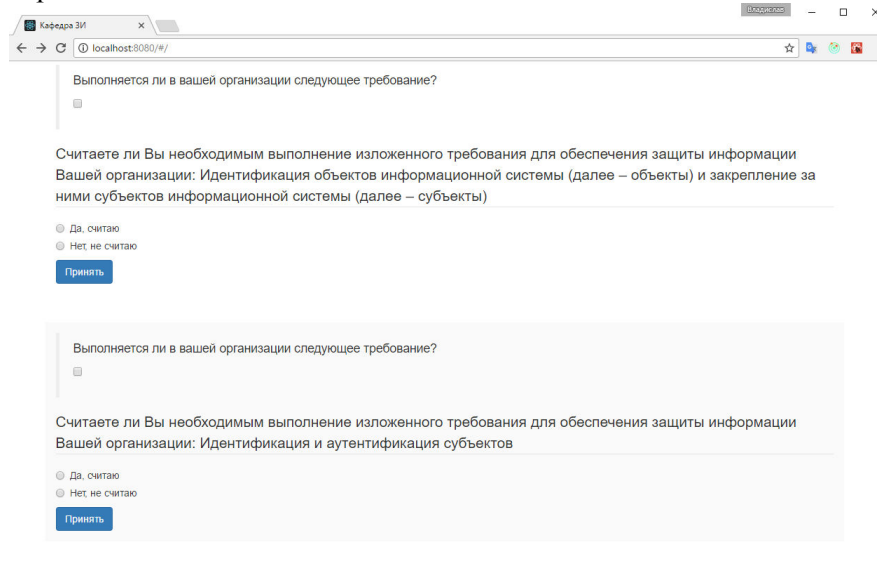 Владислав
Кафедра ЗИ
localhost:8080/#/
Выполняется ли в вашей организации следующее требование?
Считаете ли Вы необходимым выполнение изложенного требования для обеспечения защиты информации
Вашей организации: Идентификация объектов информационной системы (далее – объекты) и закрепление за
ними субъектов информационной системы (далее – субъекты)
Да, считаю
Нет, не считаю
Принять
Выполняется ли в вашей организации следующее требование?
Считаете ли Вы необходимым выполнение изложенного требования для обеспечения защиты информации
Вашей организации: Идентификация и аутентификация субъектов
Да, считаю
Нет, не считаю
Принять